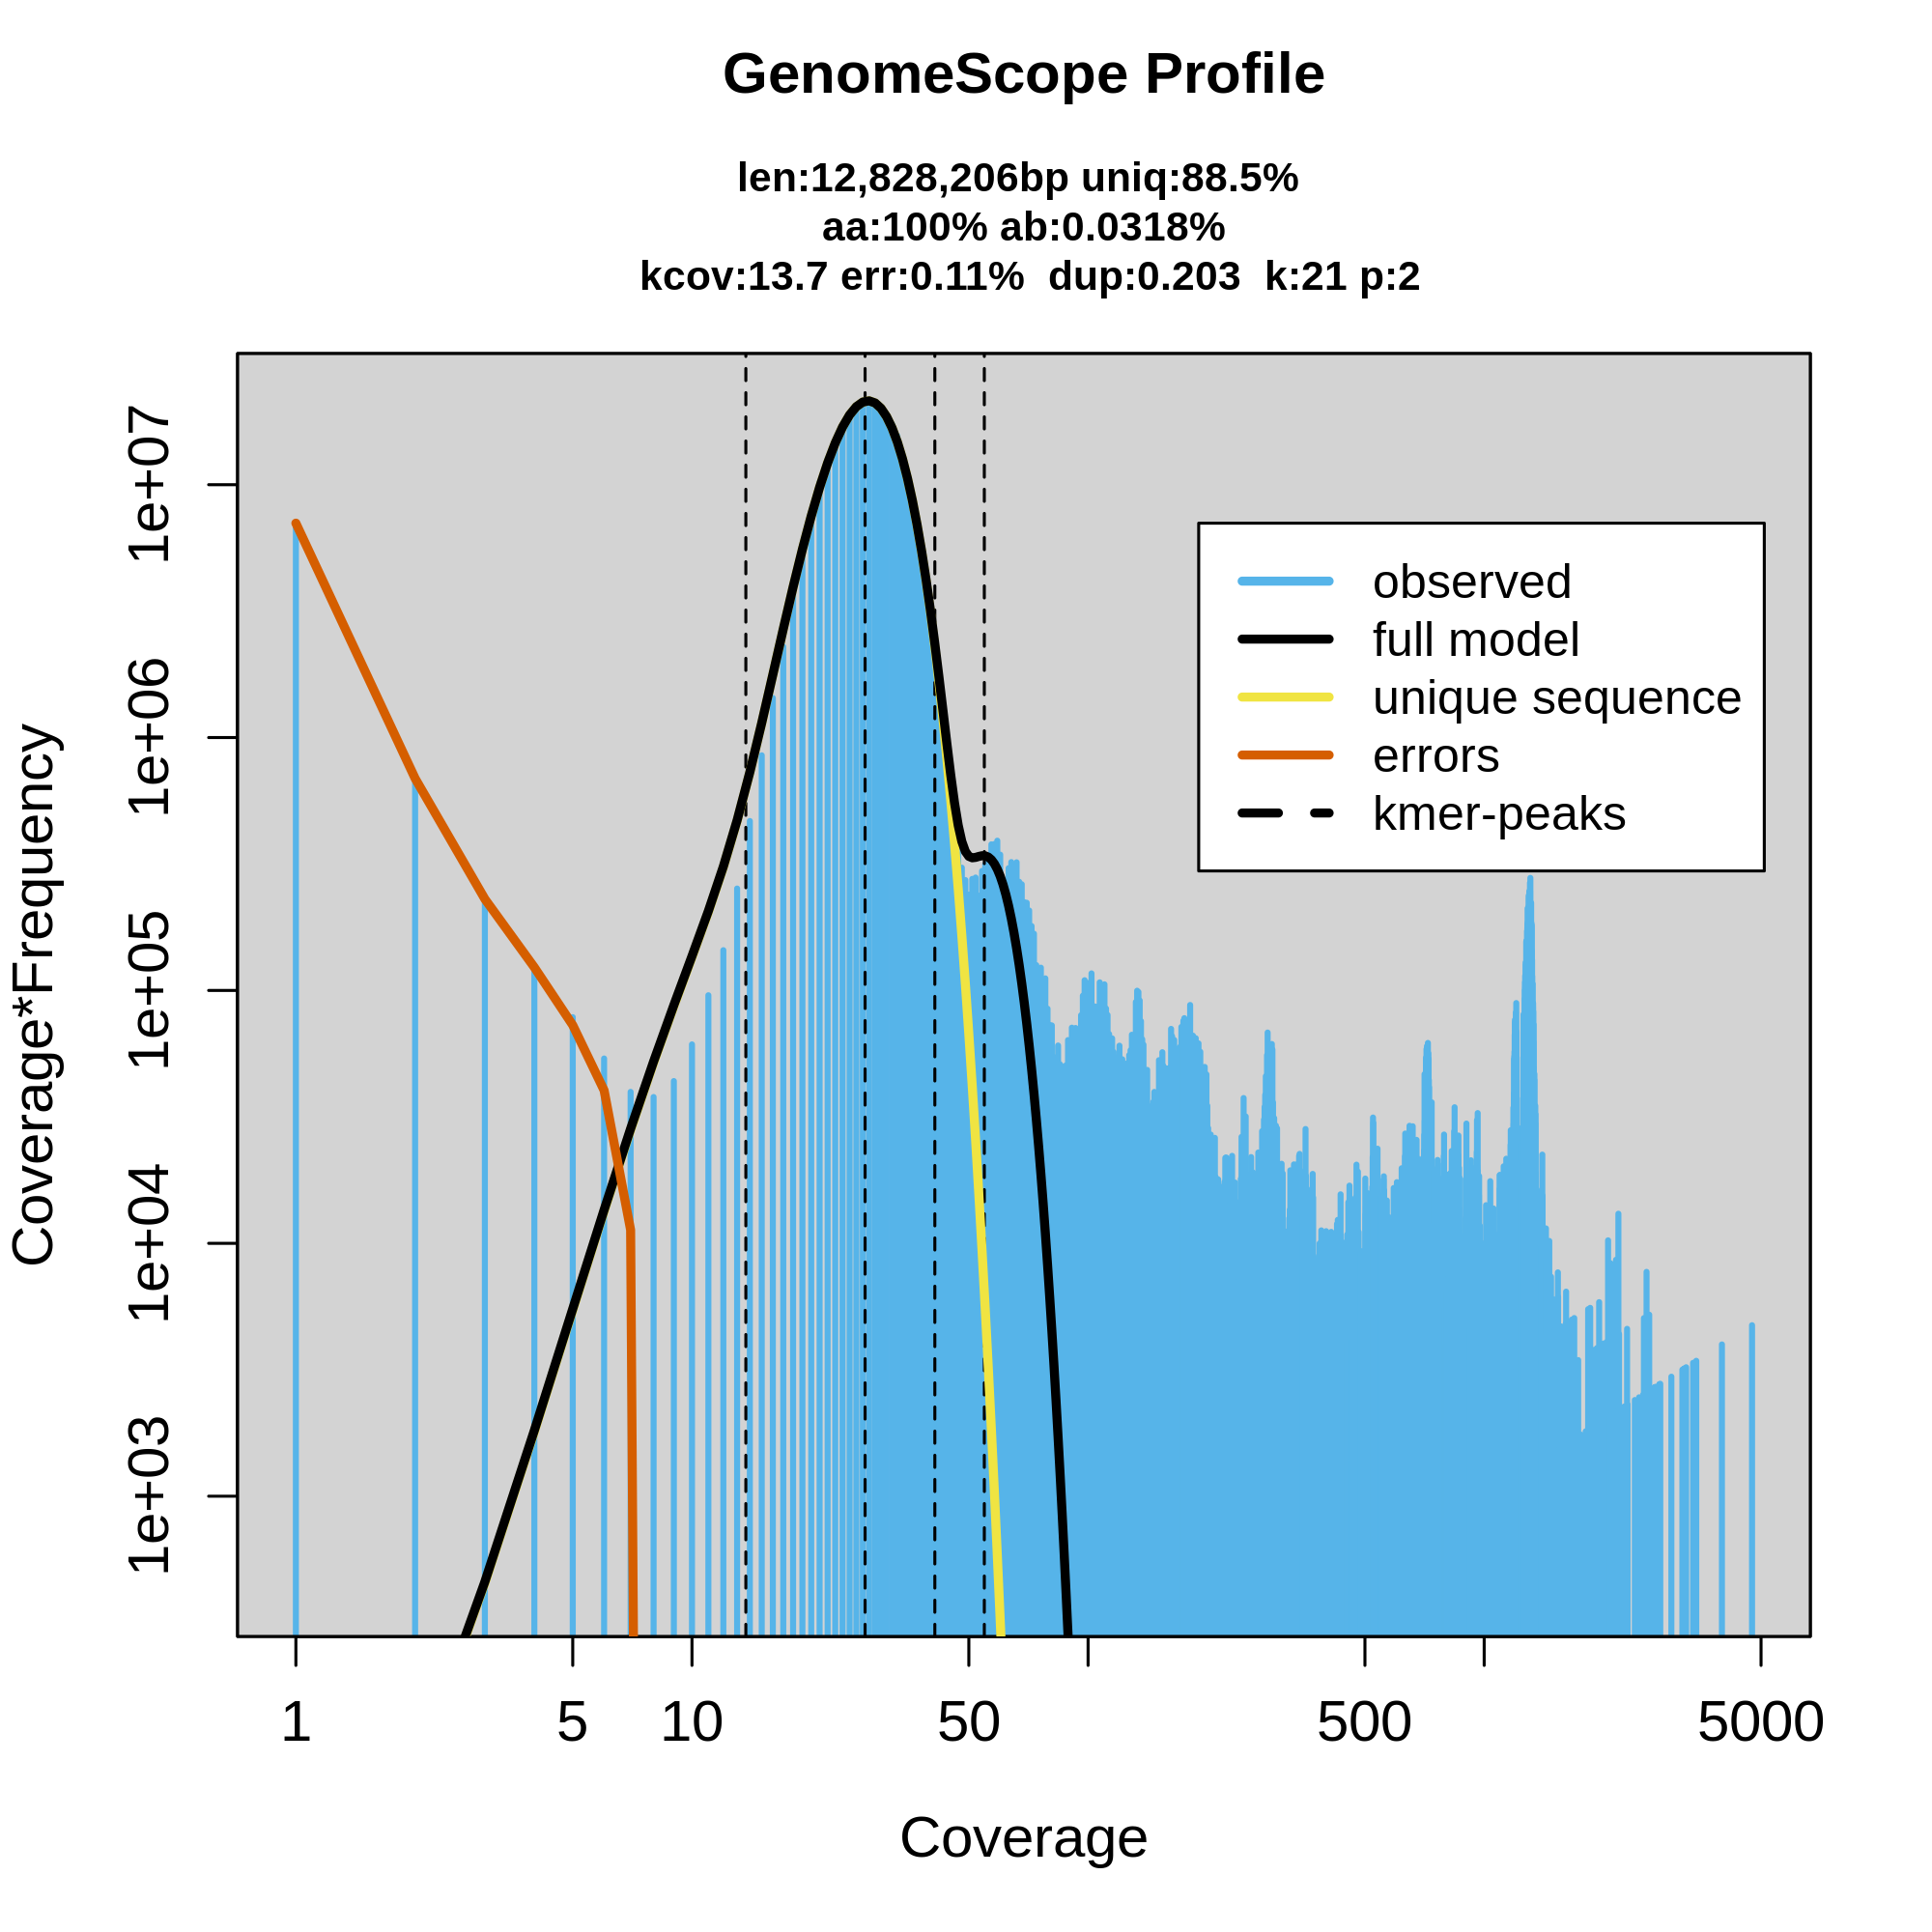 GenomeScope Profile
len:12,828,206bp uniq:88.5%
aa:100% ab:0.0318%
kcov:13.7 err:0.11% dup:0.203 k:21 p:2
Coverage*Frequency
1e+07
1e+06
1e+05
1e+04
1e+03
observed
full model
unique sequence
errors
kmer-peaks
1 5 10 50 500 5000
Coverage